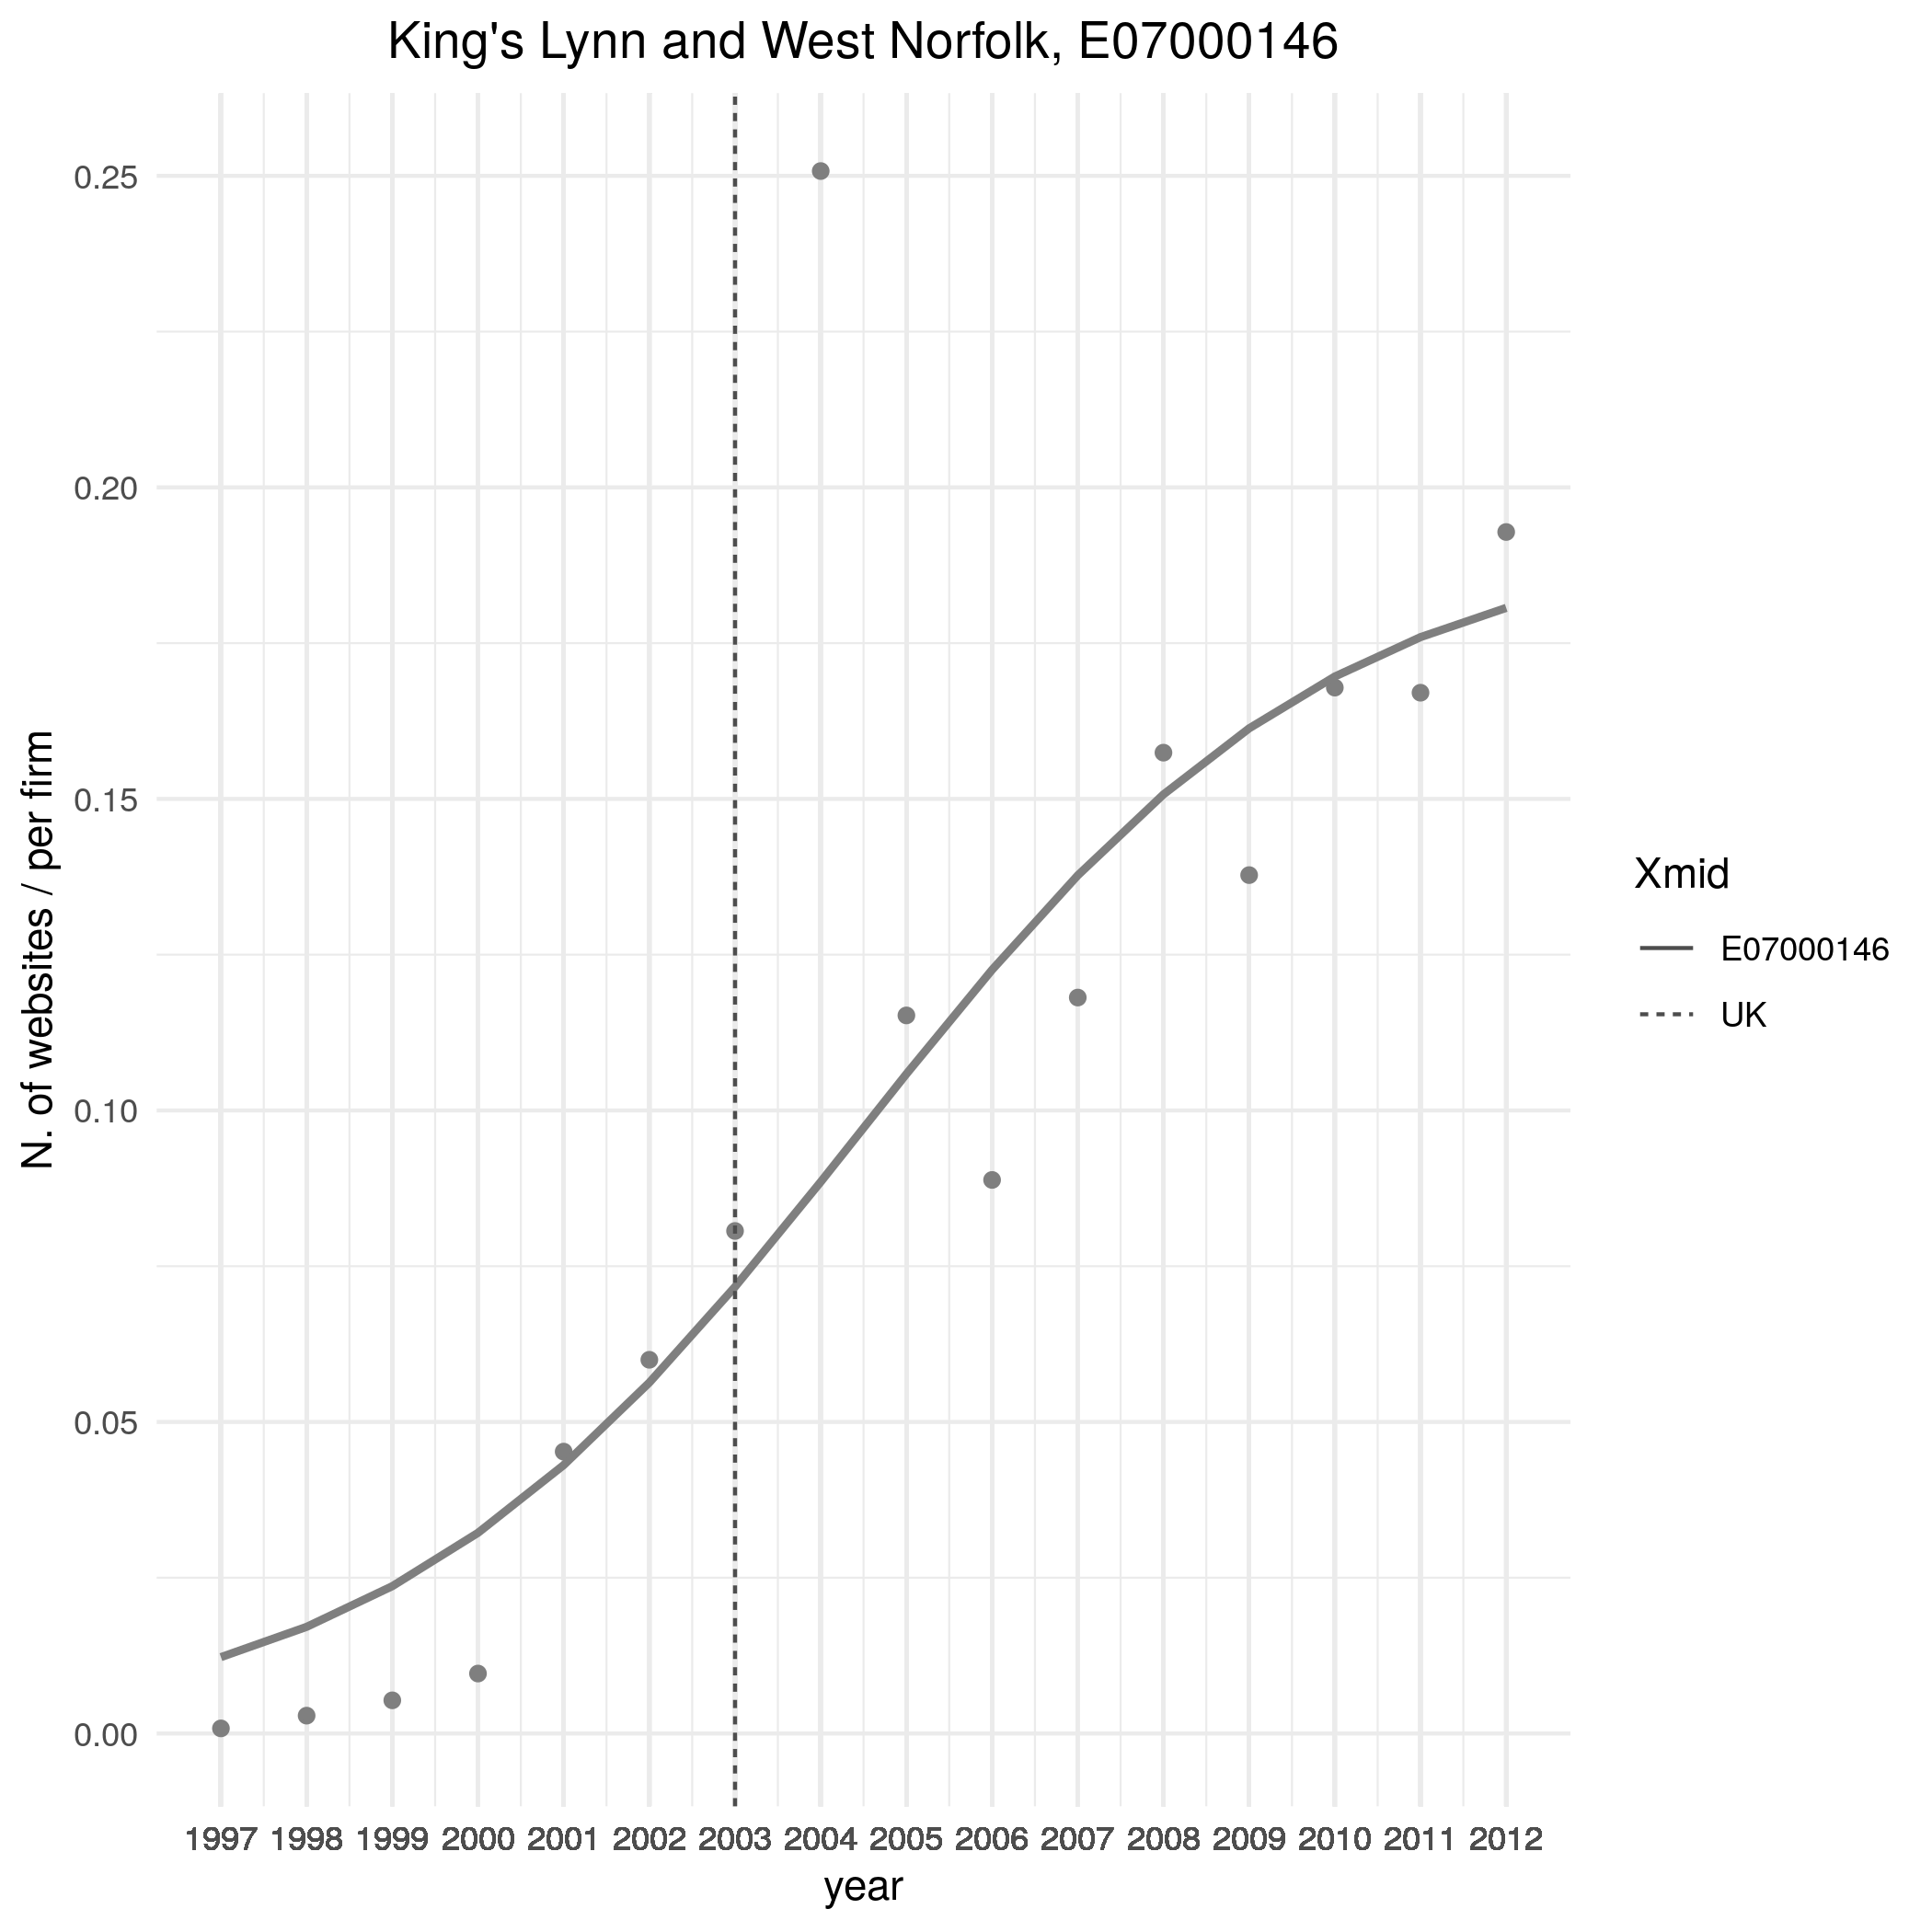 King's Lynn and West Norfolk, E07000146
N. of websites / per firm
0.25
0.20
0.15
0.10
0.05
0.00
1997 1998 1999 2000 2001 2002 2003 2004 2005 2006 2007 2008 2009 2010 2011 2012
year
Xmid
E07000146
UK